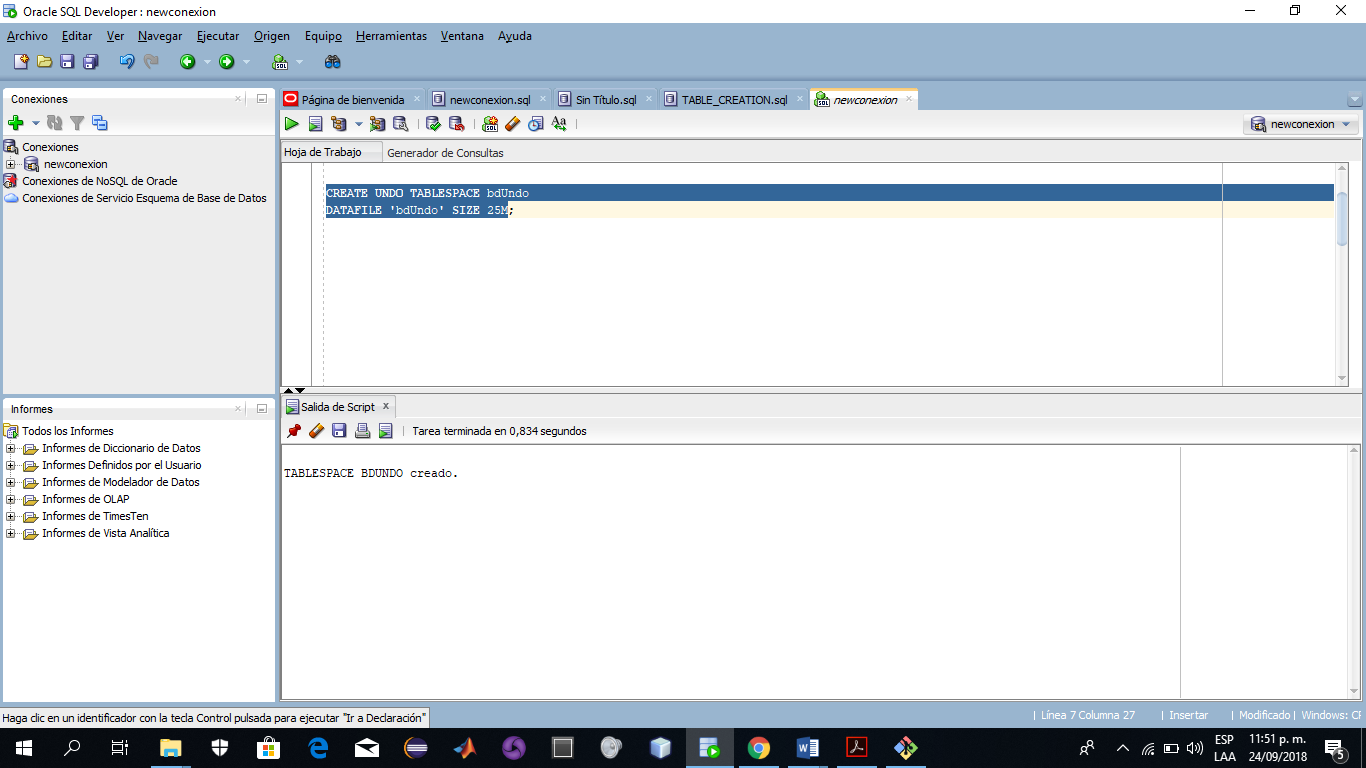 Oracle SQL Developer : newconexion
Archivo Editar Ver Navegar Ejecutar Origen Equipo Herramientas Ventana Ayuda
SQL
Conexiones
Conexiones
newconexion
Conexiones de NoSQL de Oracle
Conexiones de Servicio Esquema de Base de Datos
Informes
Todos los Informes
Informes de Diccionario de Datos
Informes Definidos por el Usuario
Informes de Modelador de Datos
Informes de OLAP
Informes de TimesTen
Informes de Vista Analítica
Página de bienvenida newconexion.sql Sin Título.sql TABLE_CREATION.sql newconexion
newconexion
Hoja de Trabajo Generador de Consultas
CREATE UNDO TABLESPACE bdUndo
DATAFILE 'bdUndo' SIZE 25M;
Salida de Script x
Tarea terminada en 0,834 segundos
TABLESPACE BDUNDO creado.
Haga clic en un identificador con la tecla Control pulsada para ejecutar "Ir a Declaración"
Línea 7 Columna 27 Insertar Modificado Windows: CF
ESP 11:51 p. m.
LAA 24/09/2018
5